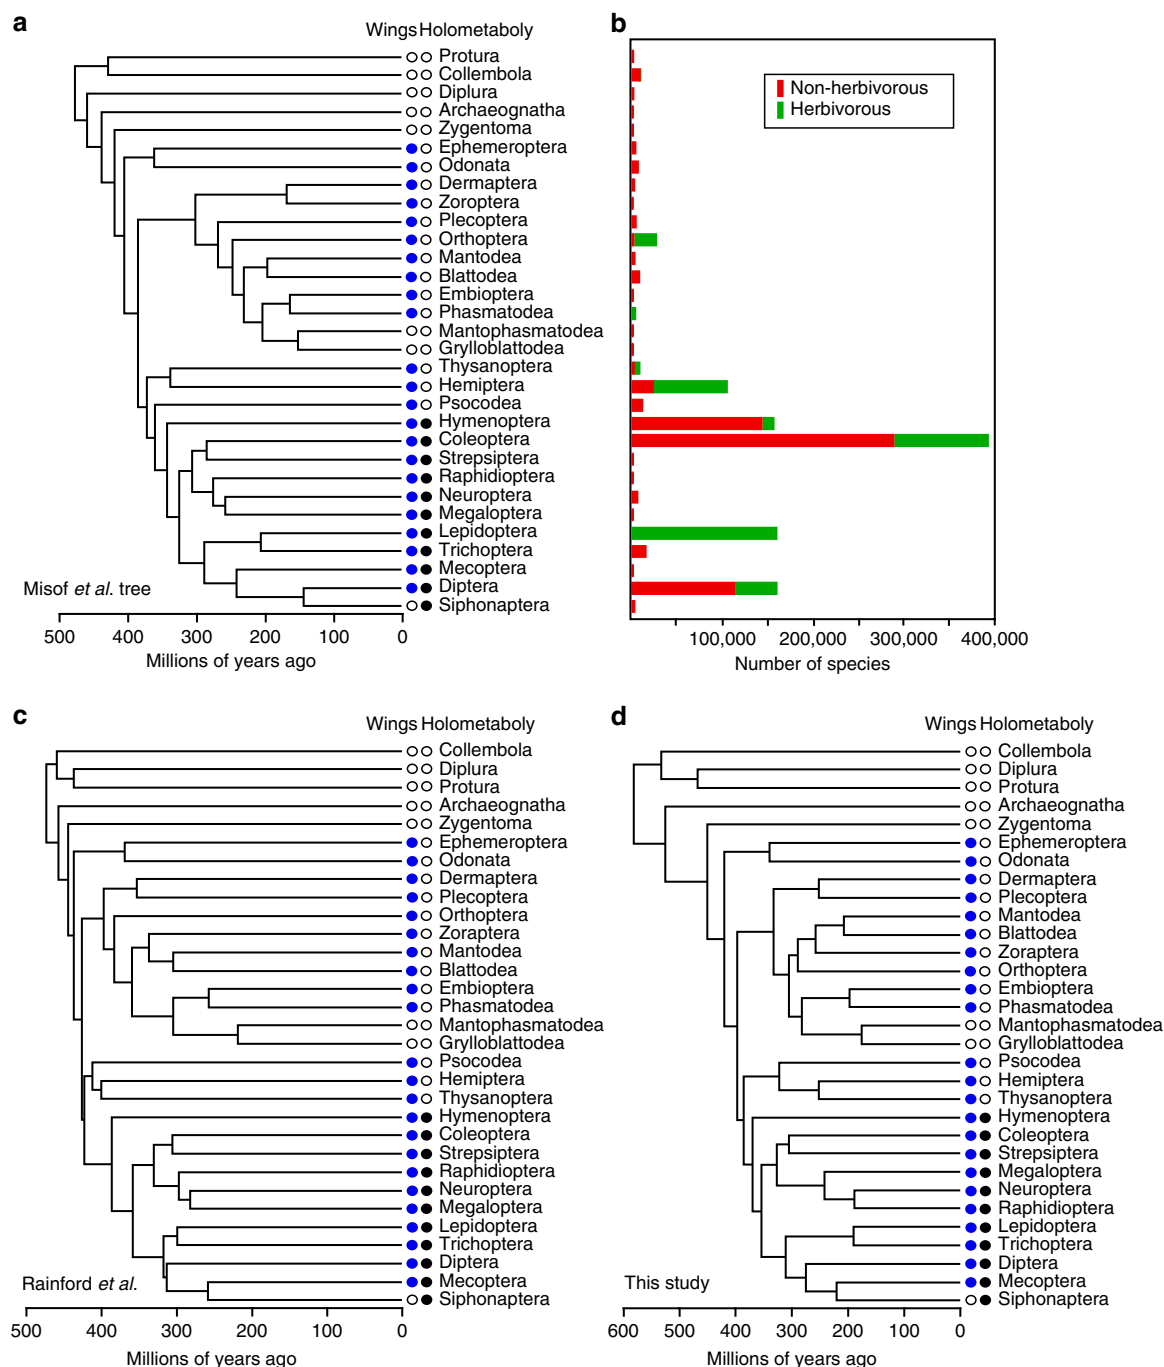 a
Wings Holometaboly
Protura
Collembola
Diplura
Archaeognatha
Zygentoma
Ephemeroptera
Odonata
Dermaptera
Zoroptera
Plecoptera
Orthoptera
Mantodea
Blattodea
Embioptera
Phasmatodea
Mantophasmatodea
Grylloblattodea
Thysanoptera
Hemiptera
Psocodea
Hymenoptera
Coleoptera
Strepsiptera
Raphidioptera
Neuroptera
Megaloptera
Lepidoptera
Trichoptera
Mecoptera
Diptera
Siphonaptera
Misof et al. tree
500 400 300 200 100 0
Millions of years ago
b
Non-herbivorous
Herbivorous
100,000 200,000 300,000 400,000
Number of species
c
Wings Holometaboly
Collembola
Diplura
Protura
Archaeognatha
Zygentoma
Ephemeroptera
Odonata
Dermaptera
Plecoptera
Orthoptera
Zoraptera
Mantodea
Blattodea
Embioptera
Phasmatodea
Mantophasmatodea
Grylloblattodea
Psocodea
Hemiptera
Thysanoptera
Hymenoptera
Coleoptera
Strepsiptera
Raphidioptera
Neuroptera
Megaloptera
Lepidoptera
Trichoptera
Diptera
Mecoptera
Siphonaptera
Rainford et al.
500 400 300 200 100 0
Millions of years ago
d
Wings Holometaboly
Collembola
Diplura
Protura
Archaeognatha
Zygentoma
Ephemeroptera
Odonata
Dermaptera
Plecoptera
Mantodea
Blattodea
Zoraptera
Orthoptera
Embioptera
Phasmatodea
Mantophasmatodea
Grylloblattodea
Psocodea
Hemiptera
Thysanoptera
Hymenoptera
Coleoptera
Strepsiptera
Megaloptera
Neuroptera
Raphidioptera
Lepidoptera
Trichoptera
Diptera
Mecoptera
Siphonaptera
This study
600 500 400 300 200 100 0
Millions of years ago